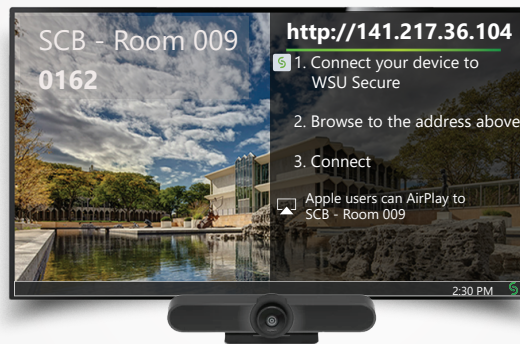 SCB - Room 009
0162
http://141.217.36.104
1. Connect your device to
WSU Secure
2. Browse to the address above
3. Connect
Apple users can AirPlay to
SCB - Room 009
2:30 PM